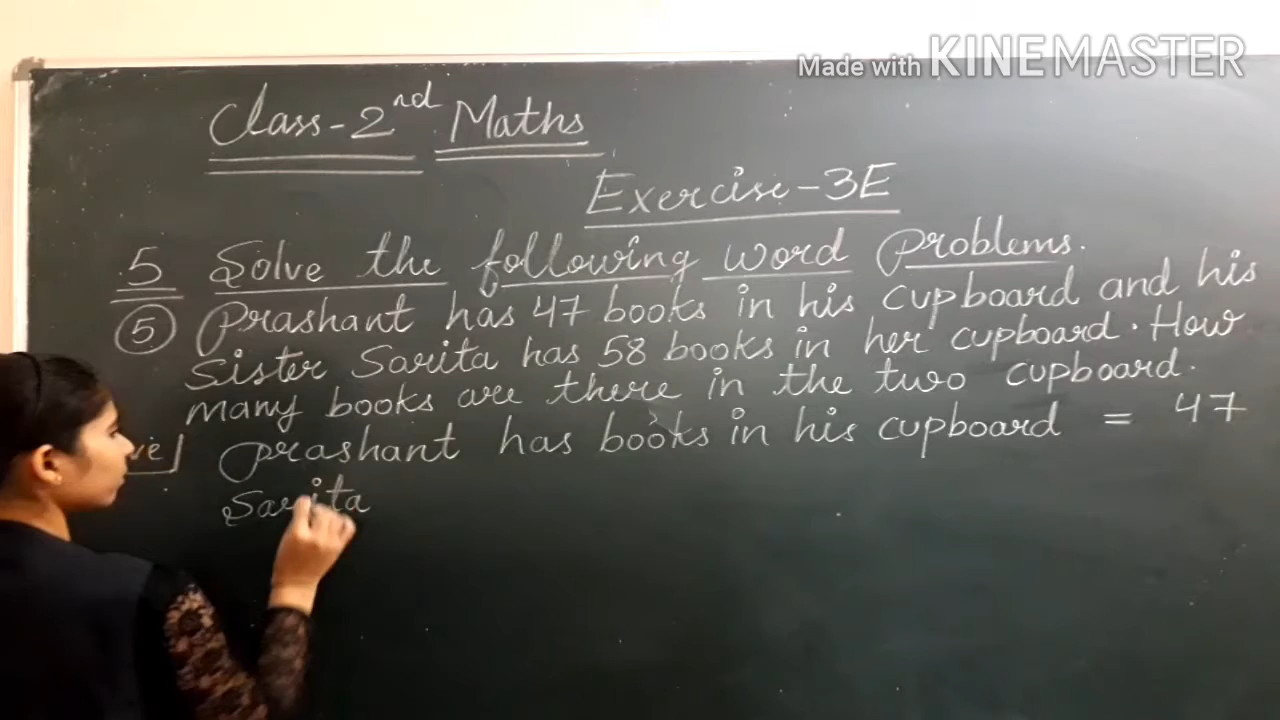 Made with KINEMASTER
Class-2nd Maths
Exercise-3E
5 Solve the following word problems.
5 Prashant has 47 books in his cupboard and his
sister Sarita has 58 books in her cupboard. How
many books are there in the two cupboard.
Prashant has books in his cupboard = 47
Sarita